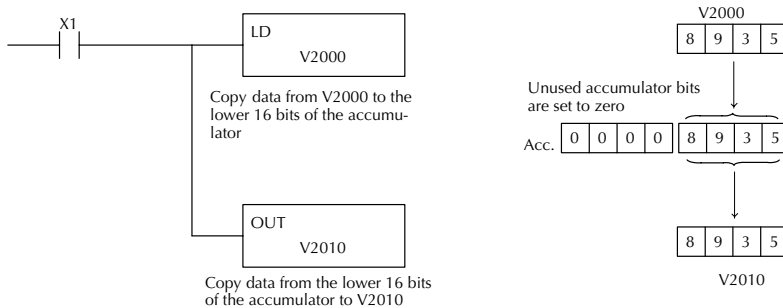 X1
LD
V2000
Copy data from V2000 to the
lower 16 bits of the accumu-
lator
OUT
V2010
Copy data from the lower 16 bits
of the accumulator to V2010
V2000
8 9 3 5
Unused accumulator bits
are set to zero
Acc. 0 0 0 0 8 9 3 5
8 9 3 5
V2010